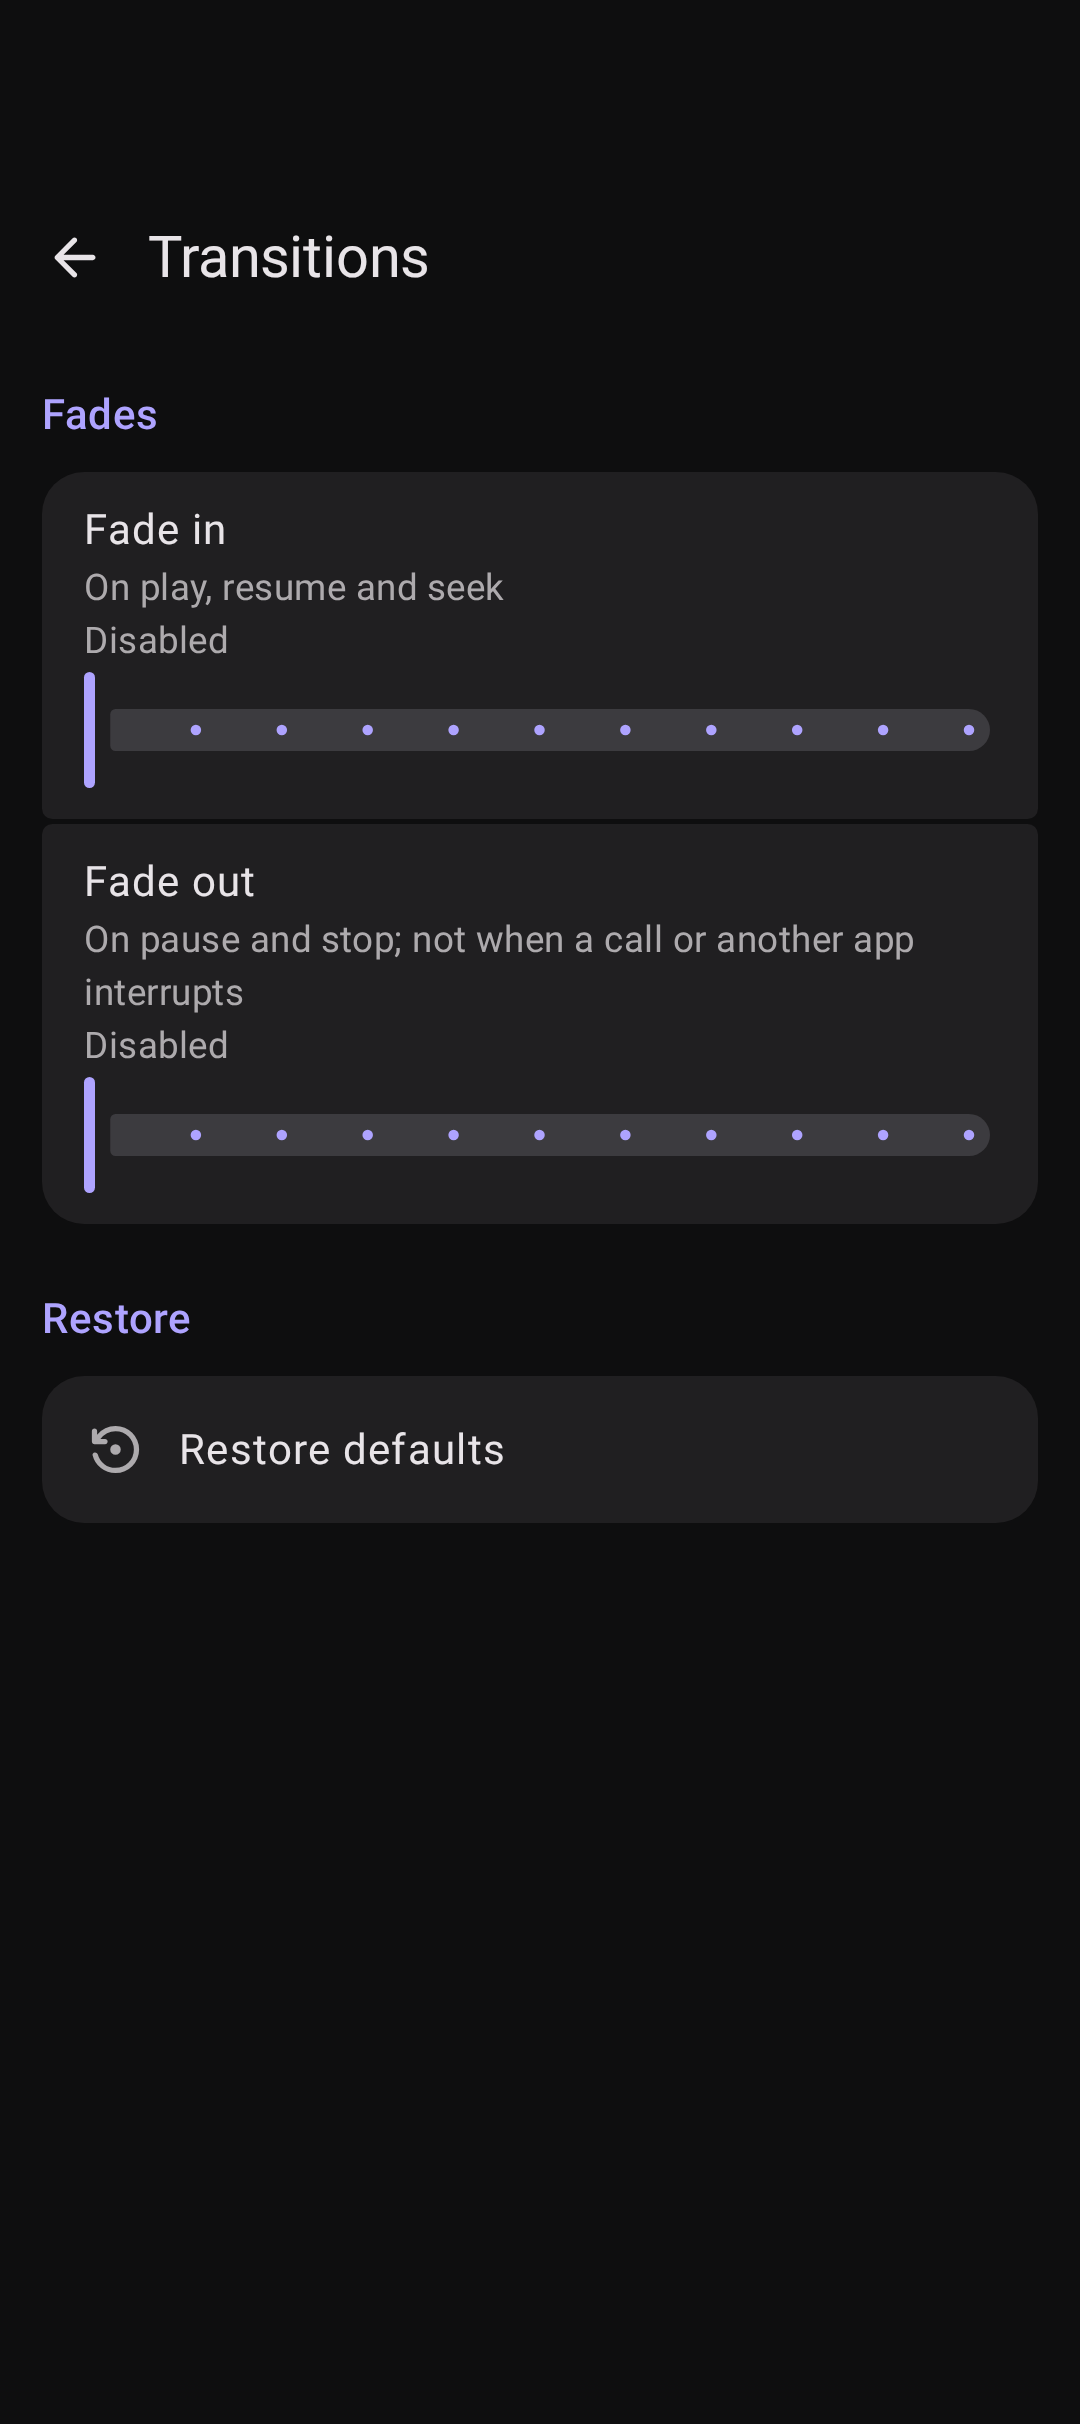 Transitions
Fades
Fade in
On play, resume and seek
Disabled
Fade out
On pause and stop; not when a call or another app
interrupts
Disabled
Restore
Restore defaults